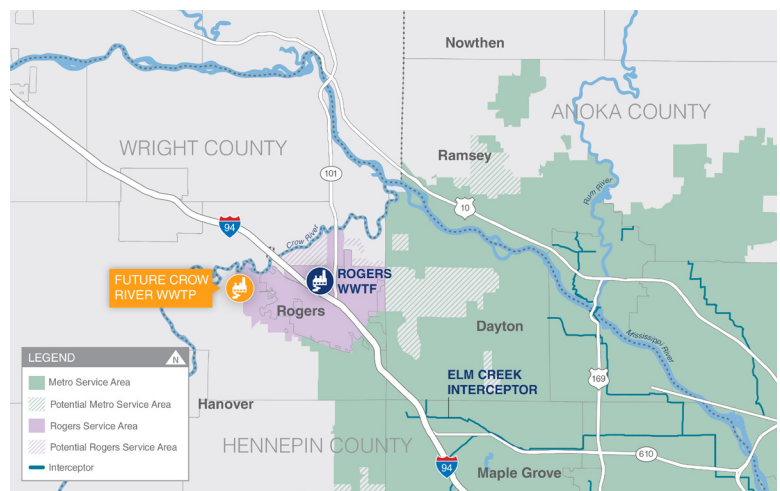 Nowthen
ANOKA COUNTY
WRIGHT COUNTY
Ramsey
101
Rum River
10
94
Crow River
FUTURE CROW
RIVER WWTP
ROGERS
WWTF
Rogers
Dayton
Mississippi River
LEGEND
N
Metro Service Area
Potential Metro Service Area
Rogers Service Area
Potential Rogers Service Area
Interceptor
ELM CREEK
INTERCEPTOR
169
Hanover
HENNEPIN COUNTY
94
610
Maple Grove